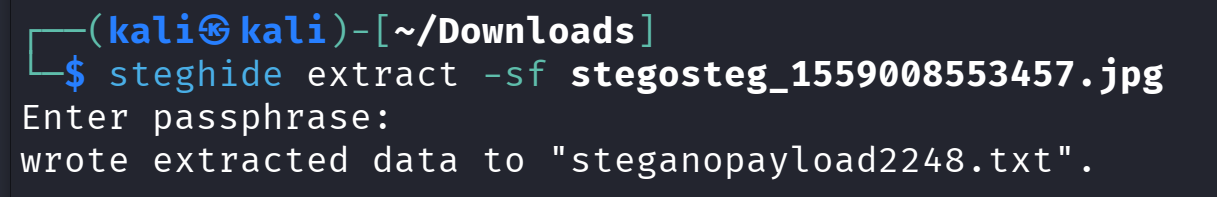 ┌──(kali㉿kali)-[~/Downloads]
└─$ steghide extract -sf stegosteg_1559008553457.jpg
Enter passphrase:
wrote extracted data to "steganopayload2248.txt".